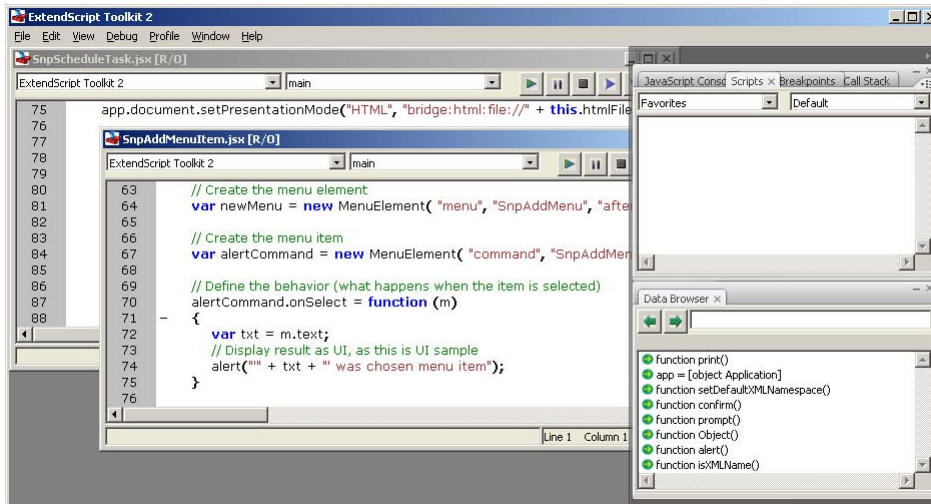 ExtendScript Toolkit 2
File Edit View Debug Profile Window Help
SnpScheduleTask.jsx [R/O]
ExtendScript Toolkit 2 main
75 app.document.setPresentationMode("HTML", "bridge:html:file://" + this.htmlFile
76
77
78
79
80
81
82
83
84
85
86
87
88
SnpAddMenuItem.jsx [R/O]
ExtendScript Toolkit 2 main
63 // Create the menu element
64 var newMenu = new MenuElement( "menu", "SnpAddMenu", "after
65
66 // Create the menu item
67 var alertCommand = new MenuElement( "command", "SnpAddMen
68
69 // Define the behavior (what happens when the item is selected)
70 alertCommand.onSelect = function (m)
71 {
72 var txt = m.text;
73 // Display result as UI, as this is UI sample
74 alert("'" + txt + "' was chosen menu item");
75 }
76
Line 1 Column 1
JavaScript Consc Scripts × Breakpoints Call Stack
Favorites Default
Data Browser ×
function print()
app = [object Application]
function setDefaultXMLNamespace()
function confirm()
function prompt()
function Object()
function alert()
function isXMLName()